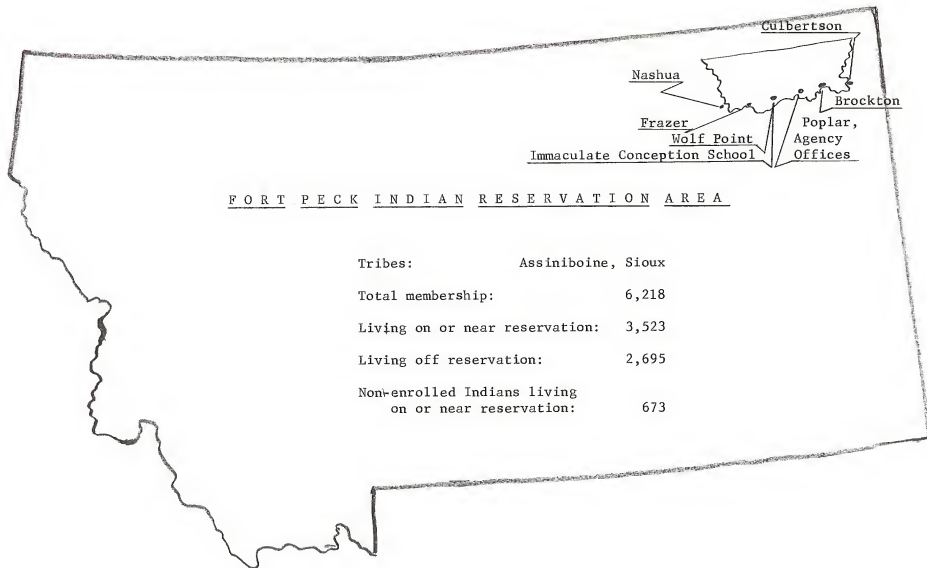 Culbertson
Nashua
Brockton
Frazer
Poplar,
Wolf Point
Agency
Immaculate Conception School
Offices
FORT PECK INDIAN RESERVATION AREA
Tribes: Assiniboine, Sioux
Total membership: 6,218
Living on or near reservation: 3,523
Living off reservation: 2,695
Non-enrolled Indians living
on or near reservation: 673